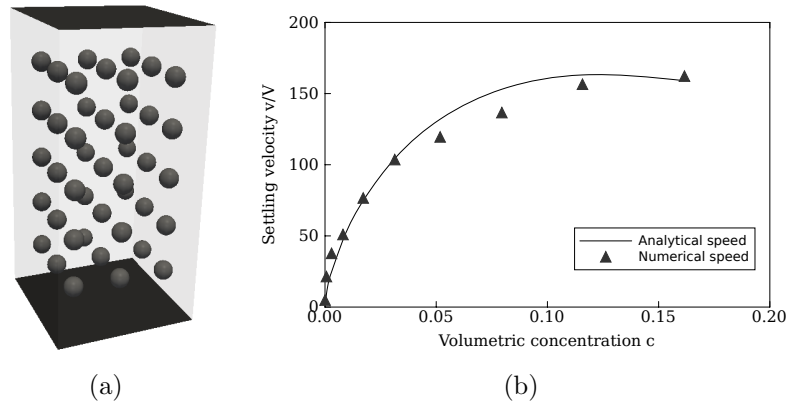 200
150
100
50
0
0.00 0.05 0.10 0.15 0.20
Settling velocity v/V
Volumetric concentration c
Analytical speed
Numerical speed
(a) (b)